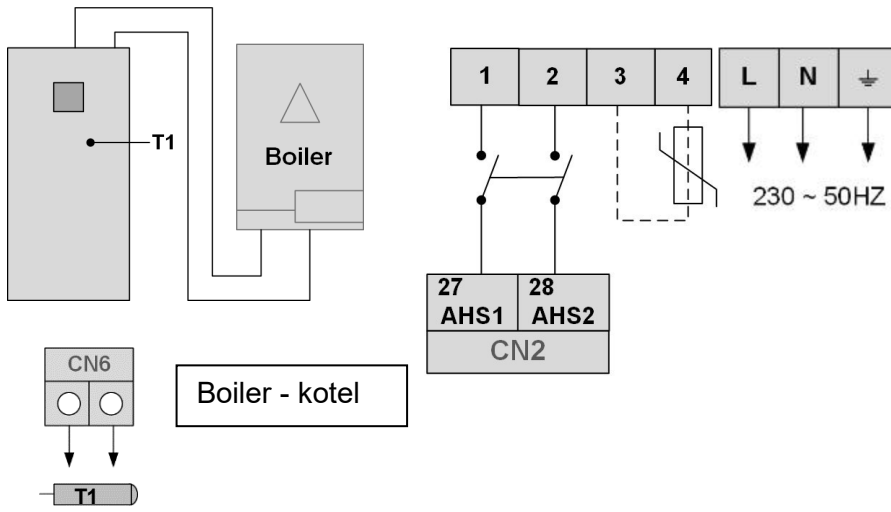 T1
Boiler
1 2 3 4 L N
230 ~ 50HZ
27 28
AHS1 AHS2
CN2
CN6
T1
Boiler - kotel